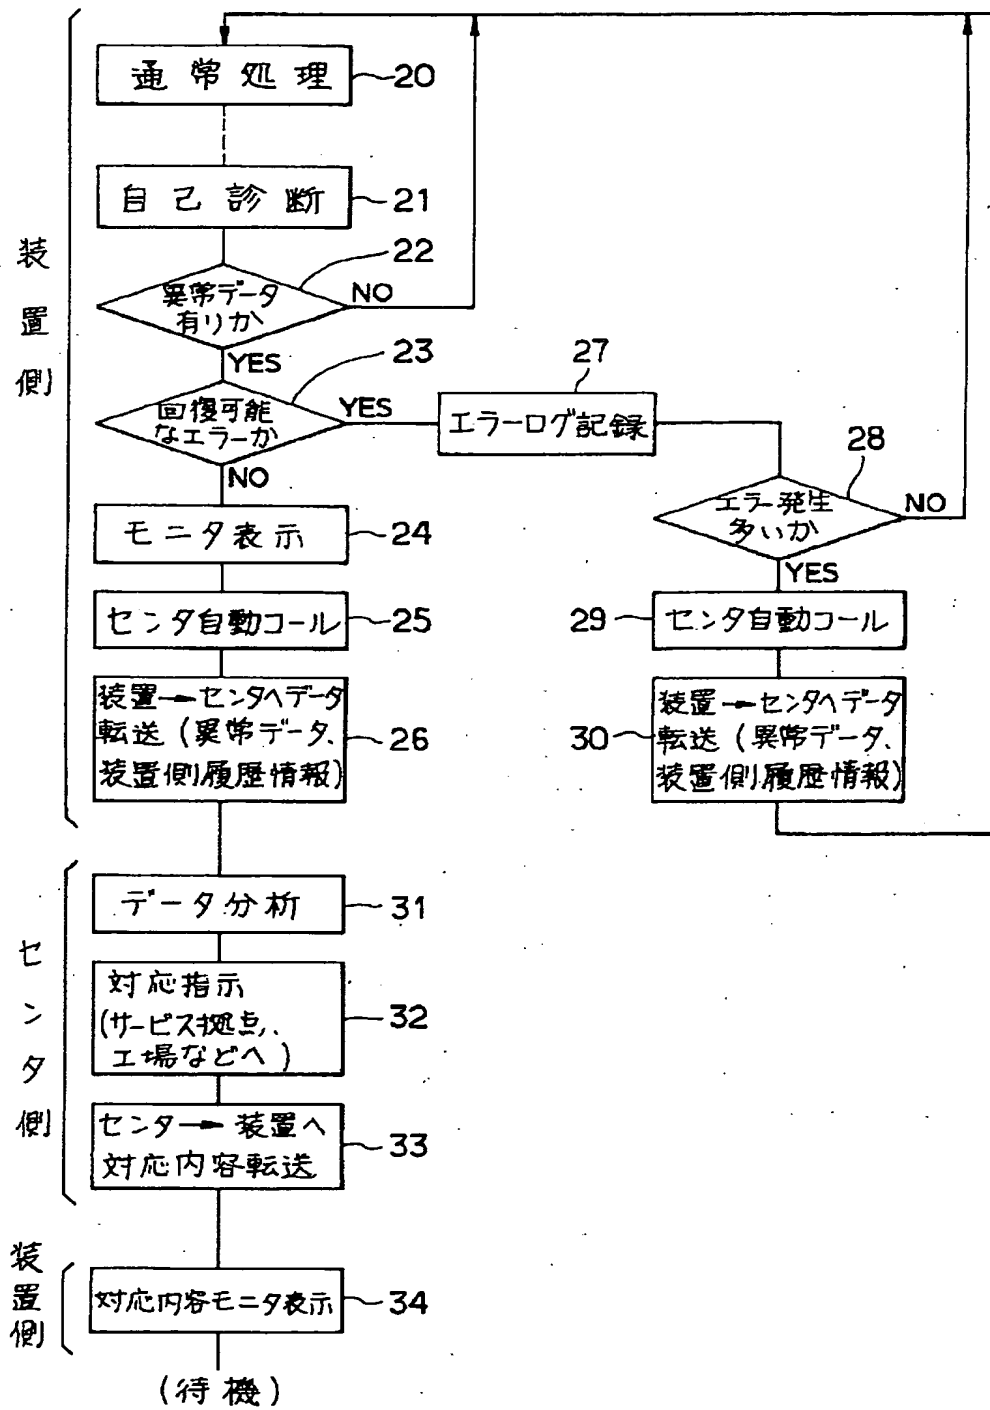 通常処理
20
自己診断
21
22
異常データ
有りか
NO
YES
23
回復可能
なエラーか
YES
NO
27
エラーログ記録
28
エラー発生
多いか
NO
YES
モニタ表示
24
センタ自動コール
25
29
センタ自動コール
装置→センタへデータ
転送(異常データ、
装置側履歴情報)
26
30
装置→センタへデータ
転送(異常データ、
装置側履歴情報)
装置側
データ分析
31
対応指示
(サービス拠点、
工場などへ)
32
センタ→装置へ
対応内容転送
33
センタ側
対応内容モニタ表示
34
装置側
(待機)